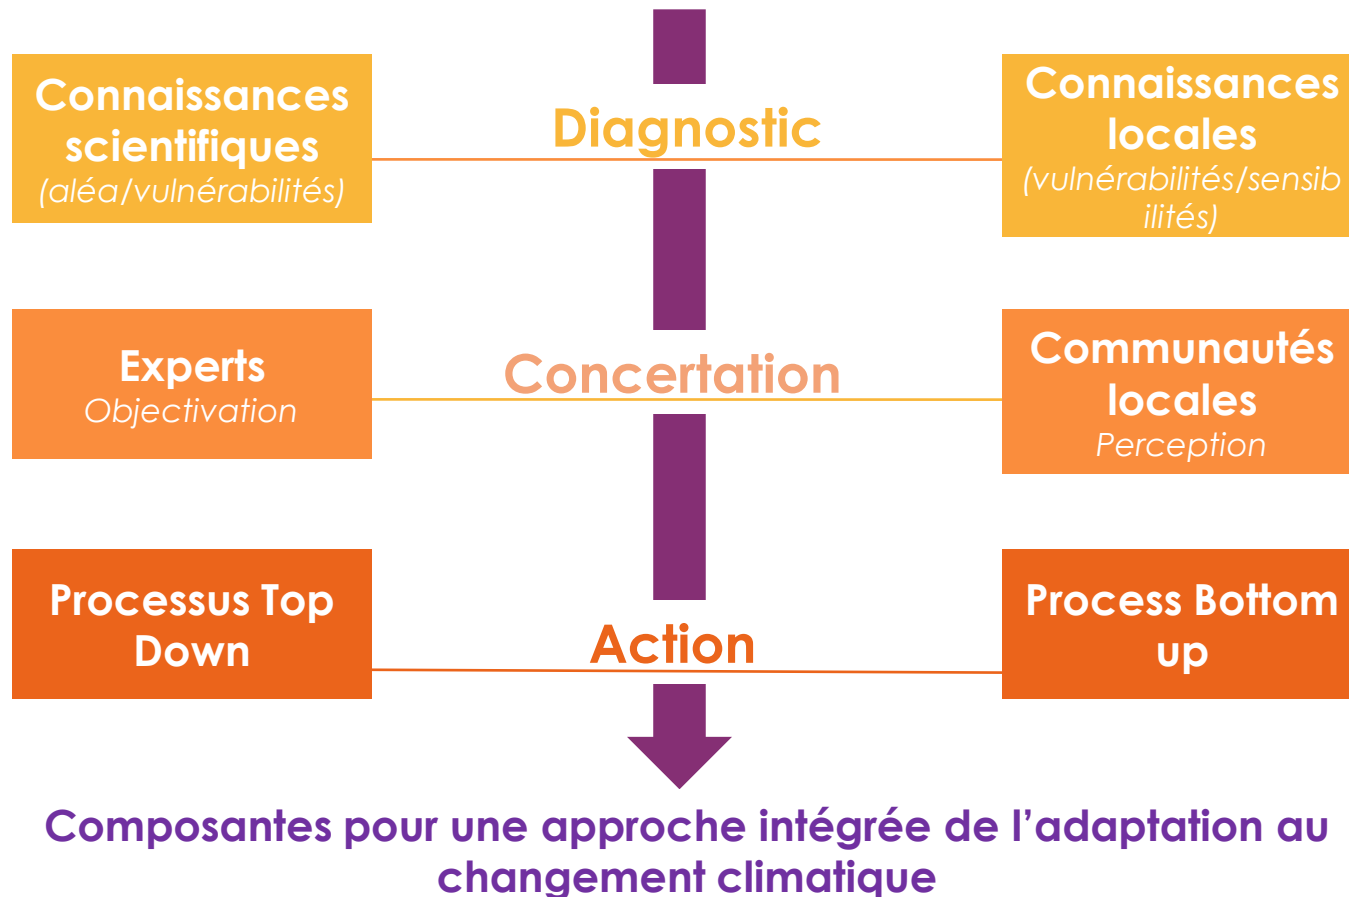 Connaissances
scientifiques
(aléa/vulnérabilités)
Diagnostic
Connaissances
locales
(vulnérabilités/sensib
ilités)
Experts
Objectivation
Concertation
Communautés
locales
Perception
Processus Top
Down
Action
Process Bottom
up
Composantes pour une approche intégrée de l’adaptation au
changement climatique